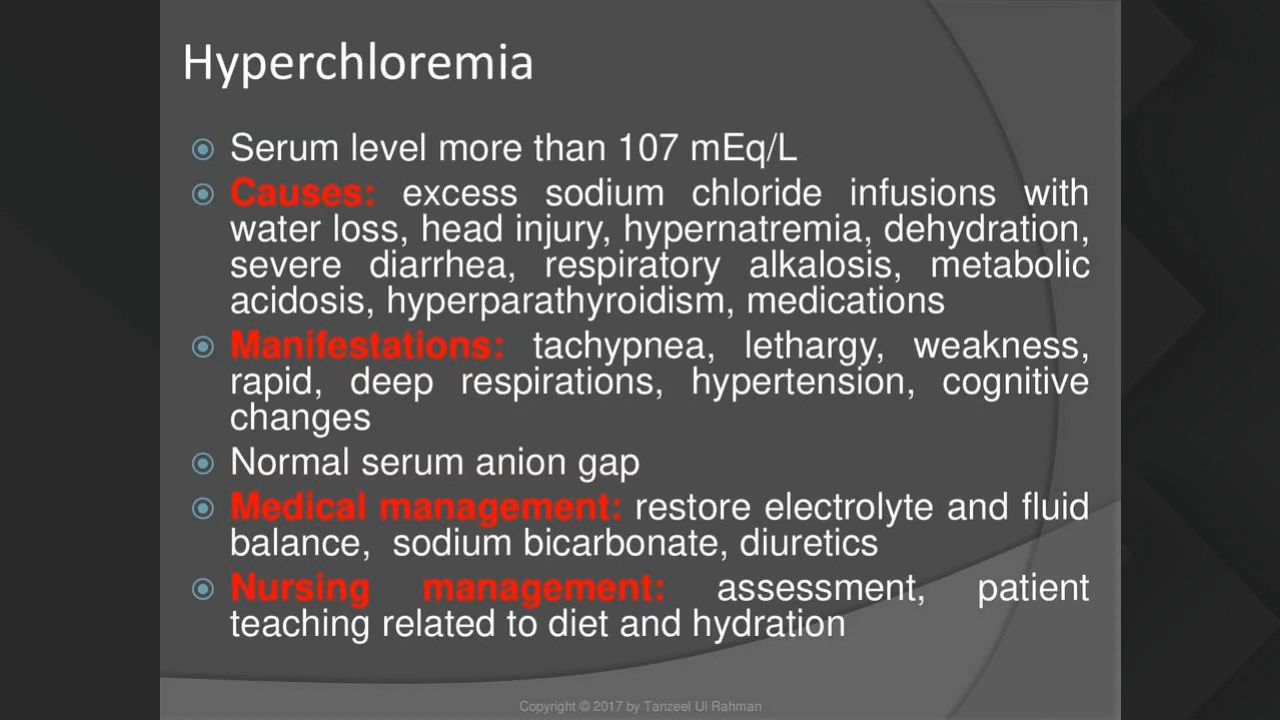 Hyperchloremia
Serum level more than 107 mEq/L
Causes: excess sodium chloride infusions with
water loss, head injury, hypernatremia, dehydration,
severe diarrhea, respiratory alkalosis, metabolic
acidosis, hyperparathyroidism, medications
Manifestations: tachypnea, lethargy, weakness,
rapid, deep respirations, hypertension, cognitive
changes
Normal serum anion gap
Medical management: restore electrolyte and fluid
balance, sodium bicarbonate, diuretics
Nursing management: assessment, patient
teaching related to diet and hydration
Copyright © 2017 by Tanzeel Ul Rahman